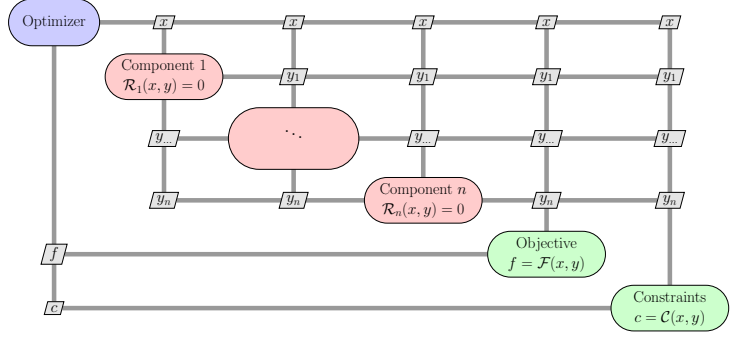 Optimizer x x x x x
Component 1 y₁ y₁ y₁ y₁
𝓡₁(x, y) = 0
y... ⋱ y... y... y...
yₙ yₙ Component n yₙ yₙ
𝓡ₙ(x, y) = 0
f Objective
f = 𝓕(x, y)
c Constraints
c = 𝓒(x, y)